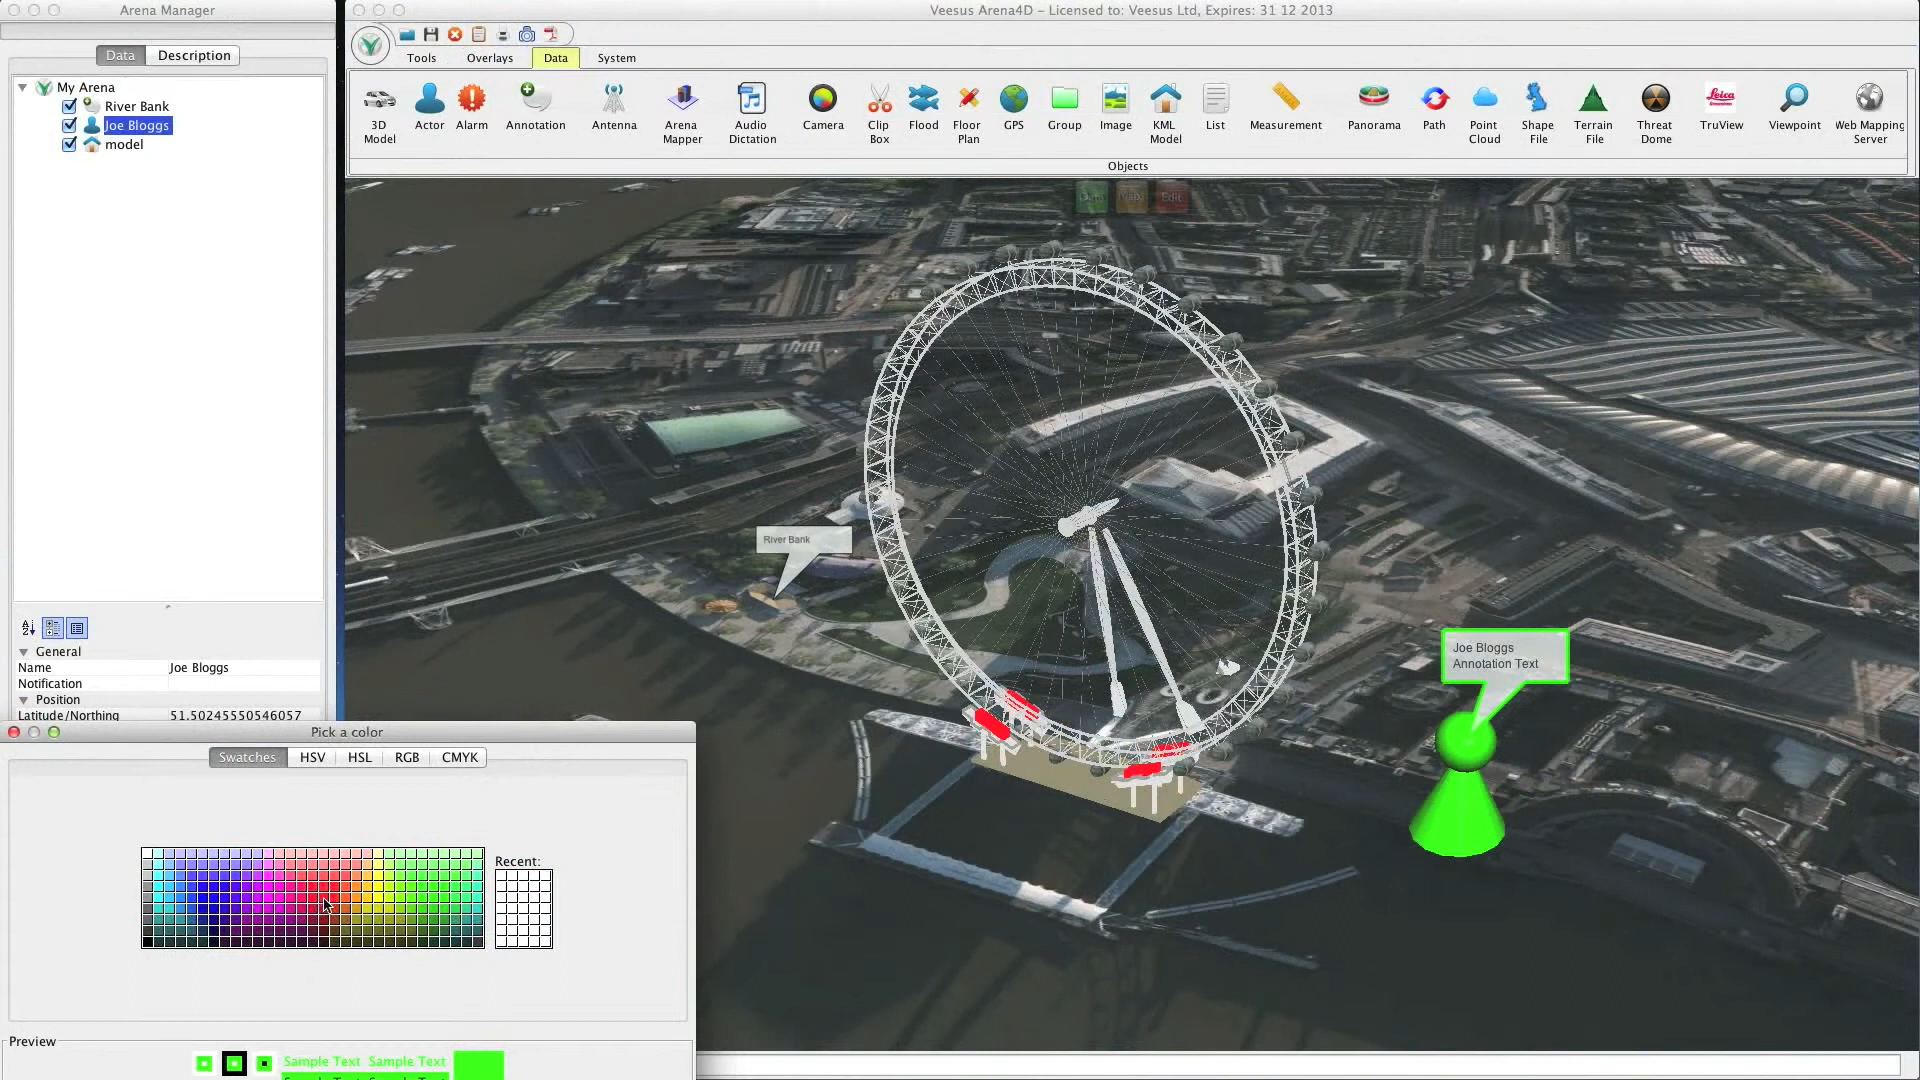 Arena Manager
Data Description
My Arena
River Bank
Joe Bloggs
model
General
Name Joe Bloggs
Notification
Position
Latitude/Northing 51.50245550546057
Veesus Arena4D – Licensed to: Veesus Ltd, Expires: 31 12 2013
Tools Overlays Data System
3D Model
Actor
Alarm
Annotation
Antenna
Arena Mapper
Audio Dictation
Camera
Clip Box
Flood
Floor Plan
GPS
Group
Image
KML Model
List
Measurement
Panorama
Path
Point Cloud
Shape File
Terrain File
Threat Dome
Leica
TruView
Viewpoint
Web Mapping Server
Objects
Edit
River Bank
Joe Bloggs
Annotation Text
Pick a color
Swatches HSV HSL RGB CMYK
Recent:
Preview
Sample Text Sample Text